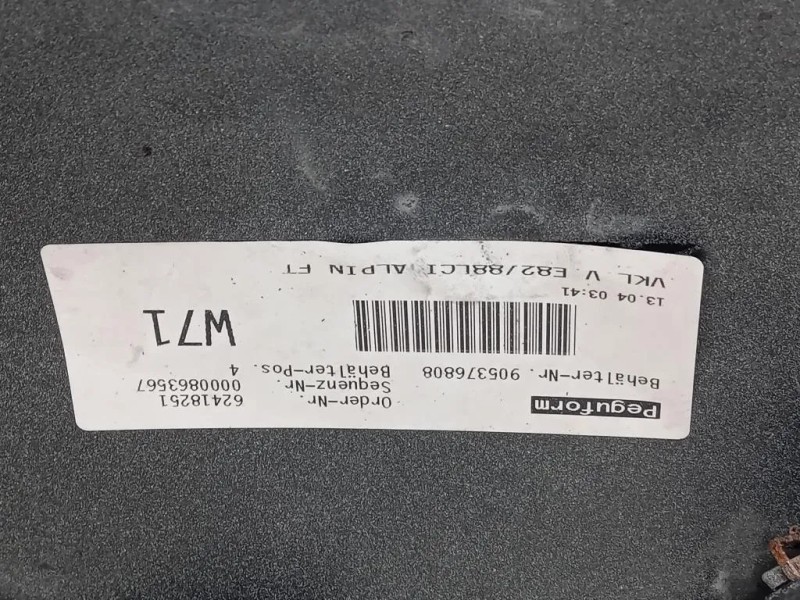 Peguform
Order-Nr. 62418251
Sequenz-Nr. 0000863567
Behälter-Nr. 905376808 Behälter-Pos. 4
W71
13.04 03:41
VKL V E82/88LCI ALPIN FT